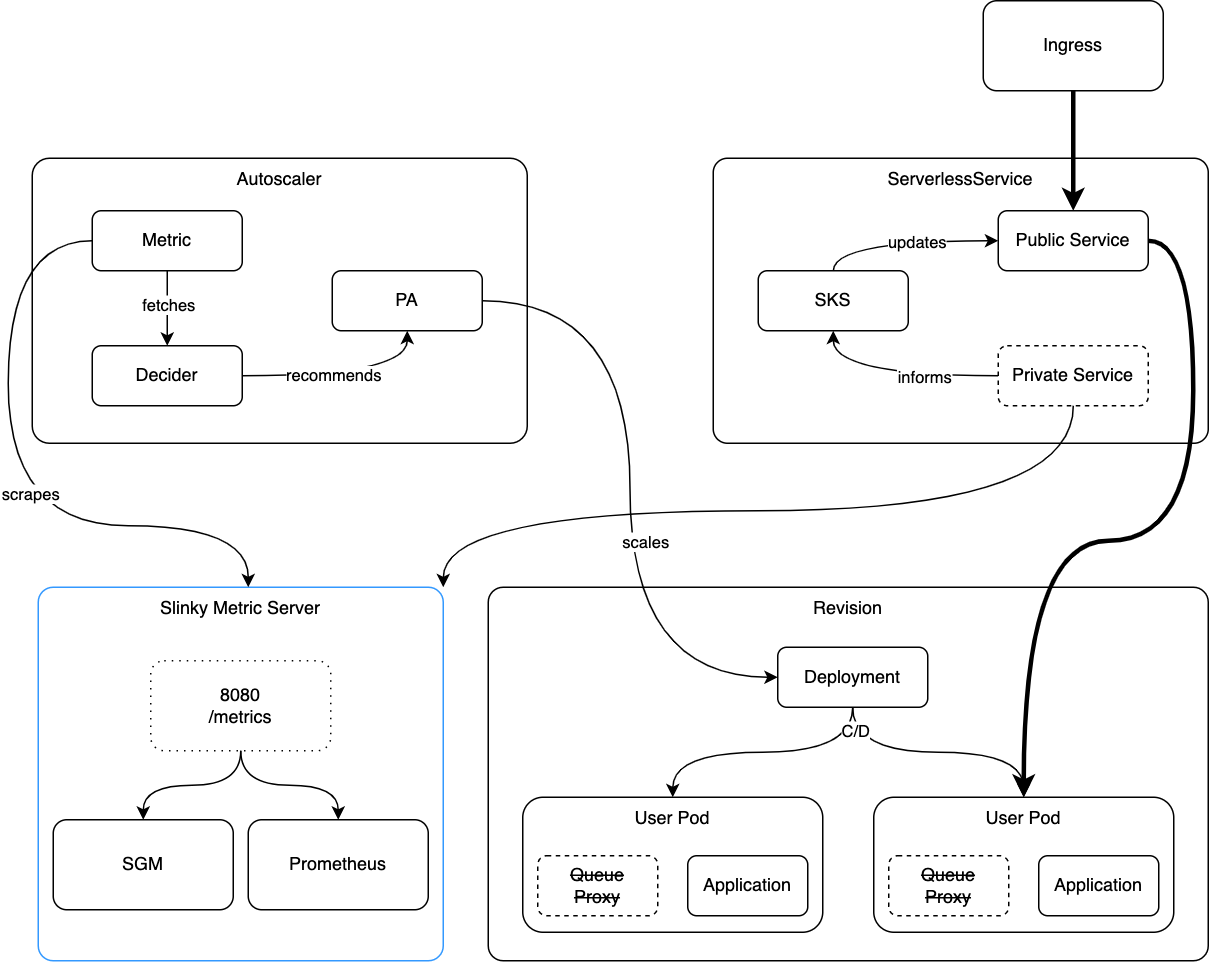 Ingress
Autoscaler
Metric
fetches
Decider
recommends
PA
scrapes
ServerlessService
updates
Public Service
SKS
informs
Private Service
scales
Slinky Metric Server
8080
/metrics
SGM
Prometheus
Revision
Deployment
C/D
User Pod
Queue
Proxy
Application
User Pod
Queue
Proxy
Application